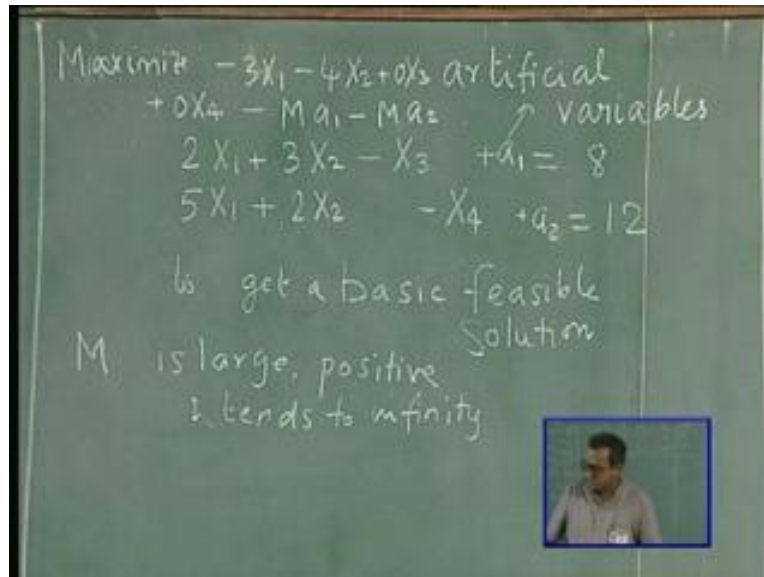 Maximize -3X₁ - 4X₂ + 0X₃ artificial
+ 0X₄ - Ma₁ - Ma₂ ↗ variables
2X₁ + 3X₂ - X₃ + a₁ = 8
5X₁ + 2X₂ - X₄ + a₂ = 12
to get a basic feasible
Solution
M is large, positive
& tends to infinity